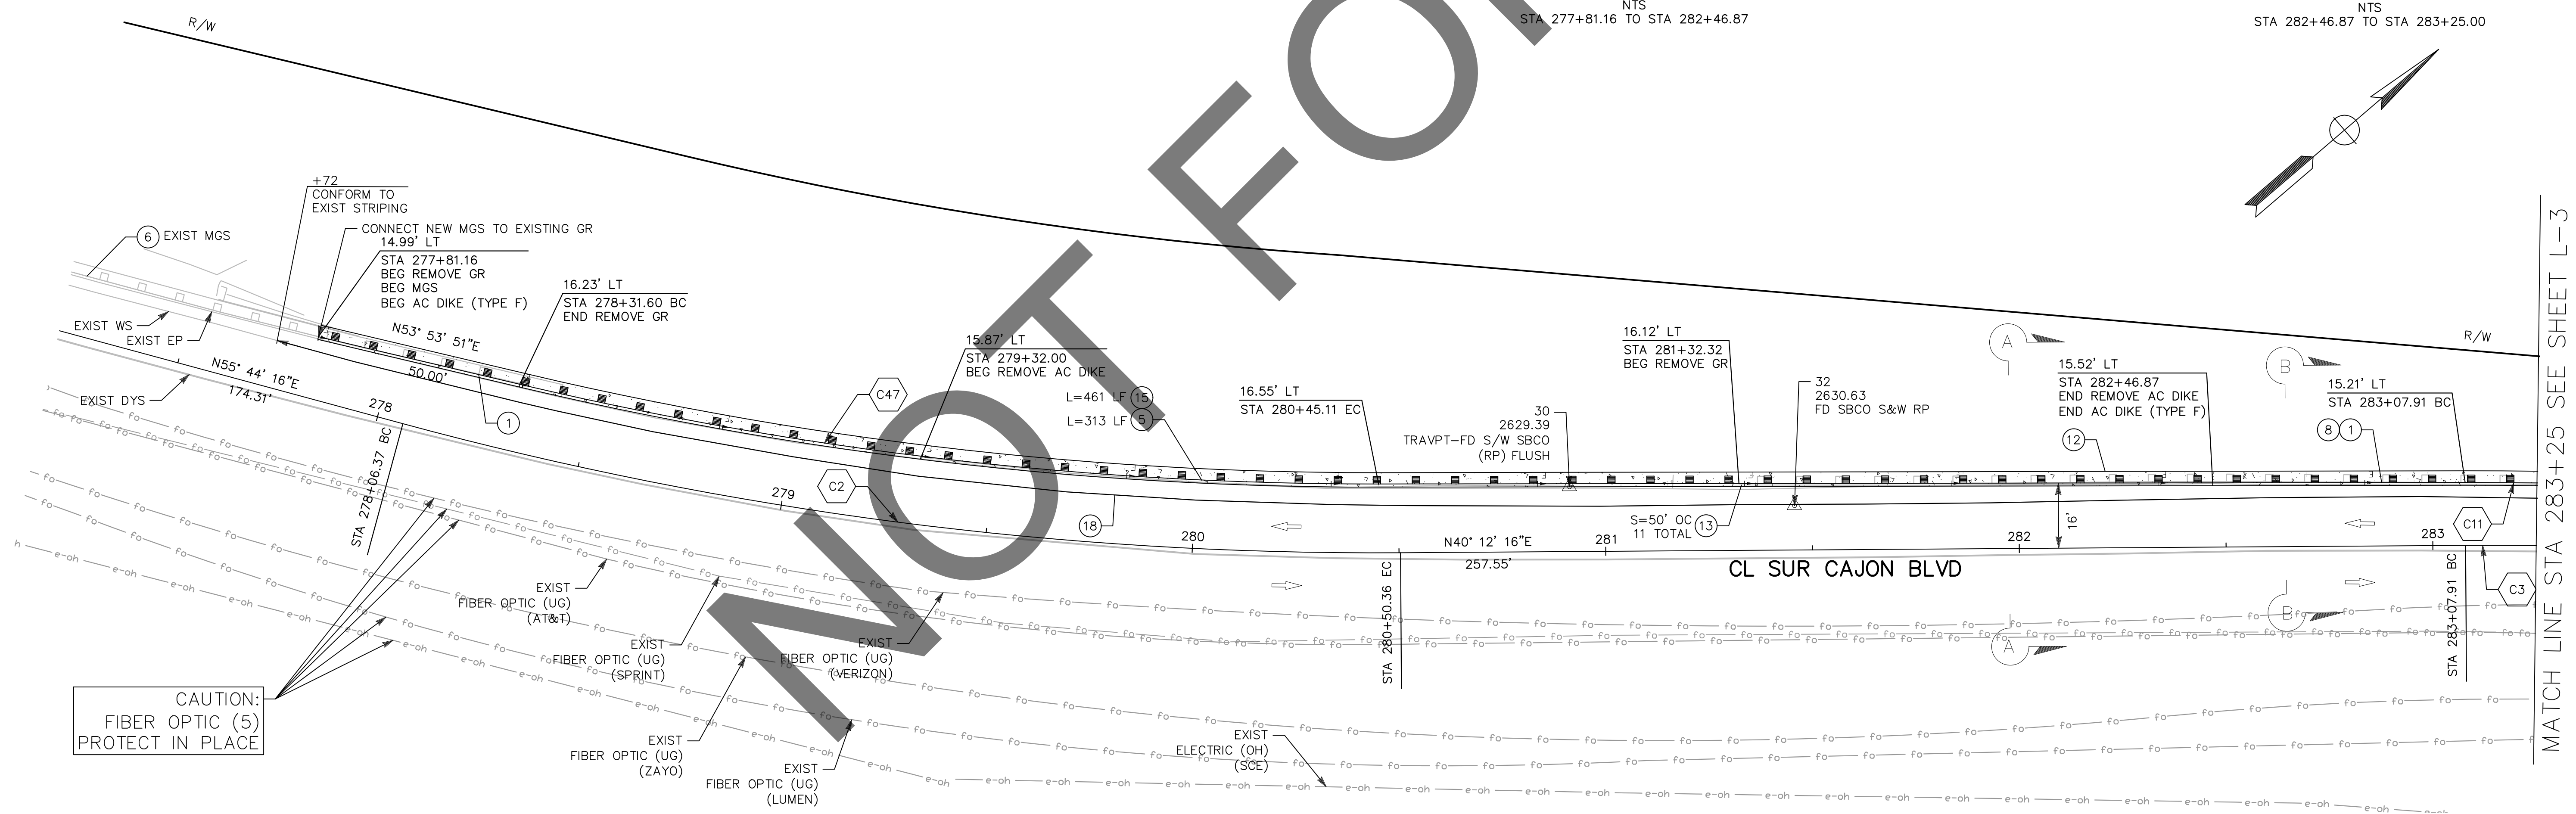 NTS
STA 277+81.16 TO STA 282+46.87
NTS
STA 282+46.87 TO STA 283+25.00
R/W
+72
CONFORM TO
EXIST STRIPING
CONNECT NEW MGS TO EXISTING GR
14.99' LT
STA 277+81.16
BEG REMOVE GR
BEG MGS
BEG AC DIKE (TYPE F)
6 EXIST MGS
16.23' LT
STA 278+31.60 BC
END REMOVE GR
EXIST WS
EXIST EP
N53° 53' 51"E
50.00'
N55° 44' 16"E
174.31'
EXIST DYS
278
1
STA 278+06.37 BC
C47
15.87' LT
STA 279+32.00
BEG REMOVE AC DIKE
L=461 LF 15
L=313 LF 5
16.55' LT
STA 280+45.11 EC
30
2629.39
TRAVPT-FD S/W SBCO
(RP) FLUSH
16.12' LT
STA 281+32.32
BEG REMOVE GR
32
2630.63
FD SBCO S&W RP
A
B
R/W
15.52' LT
STA 282+46.87
END REMOVE AC DIKE
END AC DIKE (TYPE F)
12
15.21' LT
STA 283+07.91 BC
8 1
C2
279
18
280
S=50' OC
11 TOTAL 13
N40° 12' 16"E
257.55'
281
282
283
16'
C11
C3
CL SUR CAJON BLVD
STA 280+50.36 EC
STA 283+07.91 BC
B
A
MATCH LINE STA 283+25 SEE SHEET L-3
EXIST
FIBER OPTIC (UG)
(AT&T)
EXIST
FIBER OPTIC (UG)
(SPRINT)
EXIST
FIBER OPTIC (UG)
(VERIZON)
EXIST
FIBER OPTIC (UG)
(ZAYO)
EXIST
FIBER OPTIC (UG)
(LUMEN)
EXIST
ELECTRIC (OH)
(SCE)
CAUTION:
FIBER OPTIC (5)
PROTECT IN PLACE
NOT FO